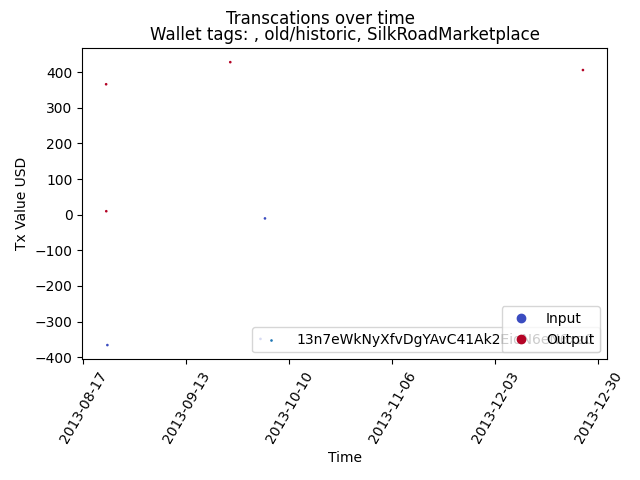 Transcations over time
Wallet tags: , old/historic, SilkRoadMarketplace
Tx Value USD
400
300
200
100
0
−100
−200
−300
−400
Input
Output
13n7eWkNyXfvDgYAvC41Ak2
2013-08-17
2013-09-13
2013-10-10
2013-11-06
2013-12-03
2013-12-30
Time